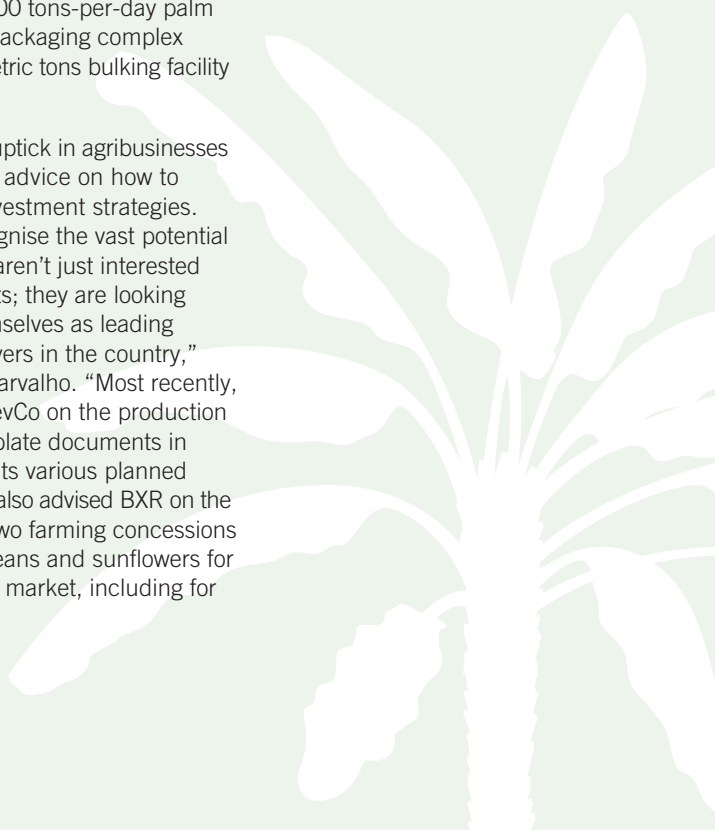 00 tons-per-day palm
ackaging complex
etric tons bulking facility
uptick in agribusinesses
advice on how to
vestment strategies.
gnise the vast potential
aren’t just interested
ts; they are looking
nselves as leading
yers in the country,”
arvalho. “Most recently,
evCo on the production
plate documents in
its various planned
also advised BXR on the
wo farming concessions
eans and sunflowers for
market, including for